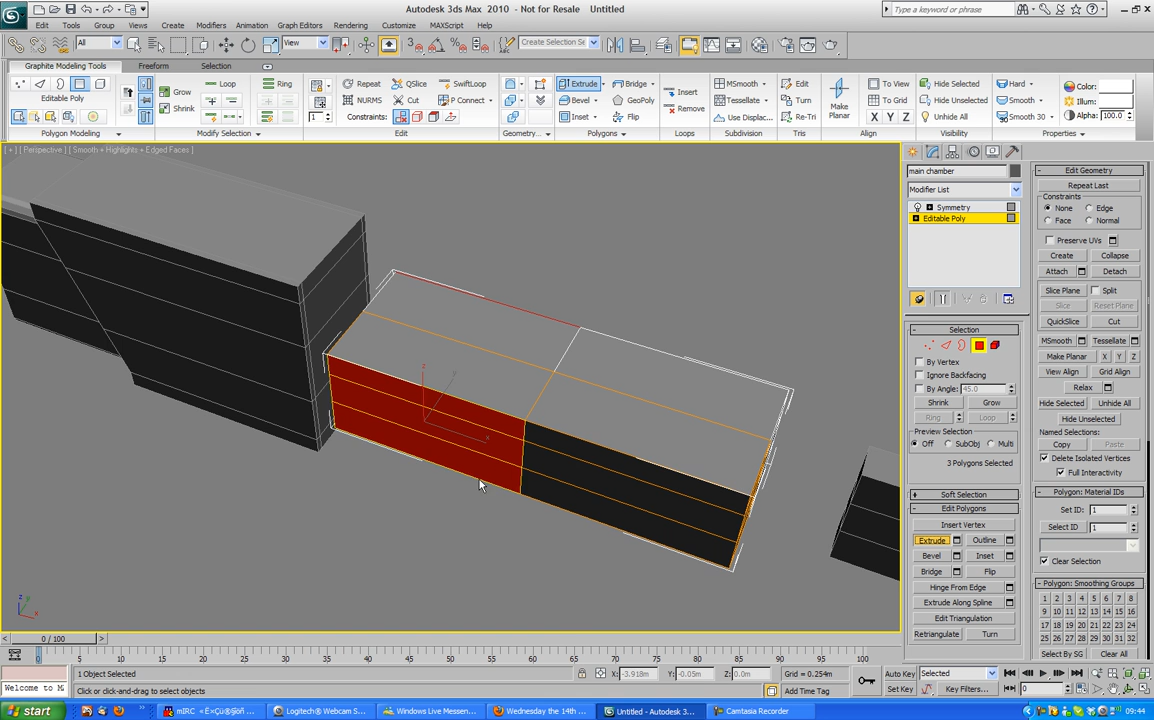 Autodesk 3ds Max 2010 - Not for Resale Untitled
Type a keyword or phrase
Edit Tools Group Views Create Modifiers Animation Graph Editors Rendering Customize MAXScript Help
All View Create Selection Se
Graphite Modeling Tools Freeform Selection
Editable Poly
Grow Shrink Loop Ring
Repeat QSlice SwiftLoop
NURMS Cut P Connect
Constraints:
1
Extrude Bridge
Bevel GeoPoly
Inset Flip
Insert Remove
MSmooth Edit
Tessellate Turn
Use Displac... Re-Tri
Make Planar
To View
To Grid
X Y Z
Hide Selected
Hide Unselected
Unhide All
Hard
Smooth
Smooth 30
Color:
Illum:
Alpha: 100.0
Polygon Modeling Modify Selection Edit Geometry... Polygons Loops Subdivision Align Visibility Properties
[ + ] [ Perspective ] [ Smooth + Highlights + Edged Faces ]
z
x
y
z
x
main chamber
Modifier List
Symmetry
Editable Poly
Selection
By Vertex
Ignore Backfacing
By Angle: 45.0
Shrink Grow
Ring Loop
Preview Selection
Off SubObj Multi
3 Polygons Selected
Soft Selection
Edit Polygons
Insert Vertex
Extrude Outline
Bevel Inset
Bridge Flip
Hinge From Edge
Extrude Along Spline
Edit Triangulation
Retriangulate Turn
Edit Geometry
Repeat Last
Constraints
None Edge
Face Normal
Preserve UVs
Create Collapse
Attach Detach
Slice Plane Split
Slice Reset Plane
QuickSlice Cut
MSmooth Tessellate
Make Planar X Y Z
View Align Grid Align
Relax
Hide Selected Unhide All
Hide Unselected
Named Selections:
Copy Paste
Delete Isolated Vertices
Full Interactivity
Polygon: Material IDs
Set ID: 1
Select ID 1
Clear Selection
Polygon: Smoothing Groups
1 2 3 4 5 6 7 8
9 10 11 12 13 14 15 16
17 18 19 20 21 22 23 24
25 26 27 28 29 30 31 32
Select By SG Clear All
0 / 100
0 5 10 15 20 25 30 35 40 45 50 55 60 65 70 75 80 85 90 95 100
1 Object Selected X: -3.918m Y: -0.05m Z: 0.0m Grid = 0.254m Auto Key Selected
Welcome to M Click or click-and-drag to select objects Add Time Tag Set Key Key Filters... 0
start Logitech® Webcam S... Windows Live Messen... Wednesday the 14th ... Untitled - Autodesk 3... Camtasia Recorder 09:44